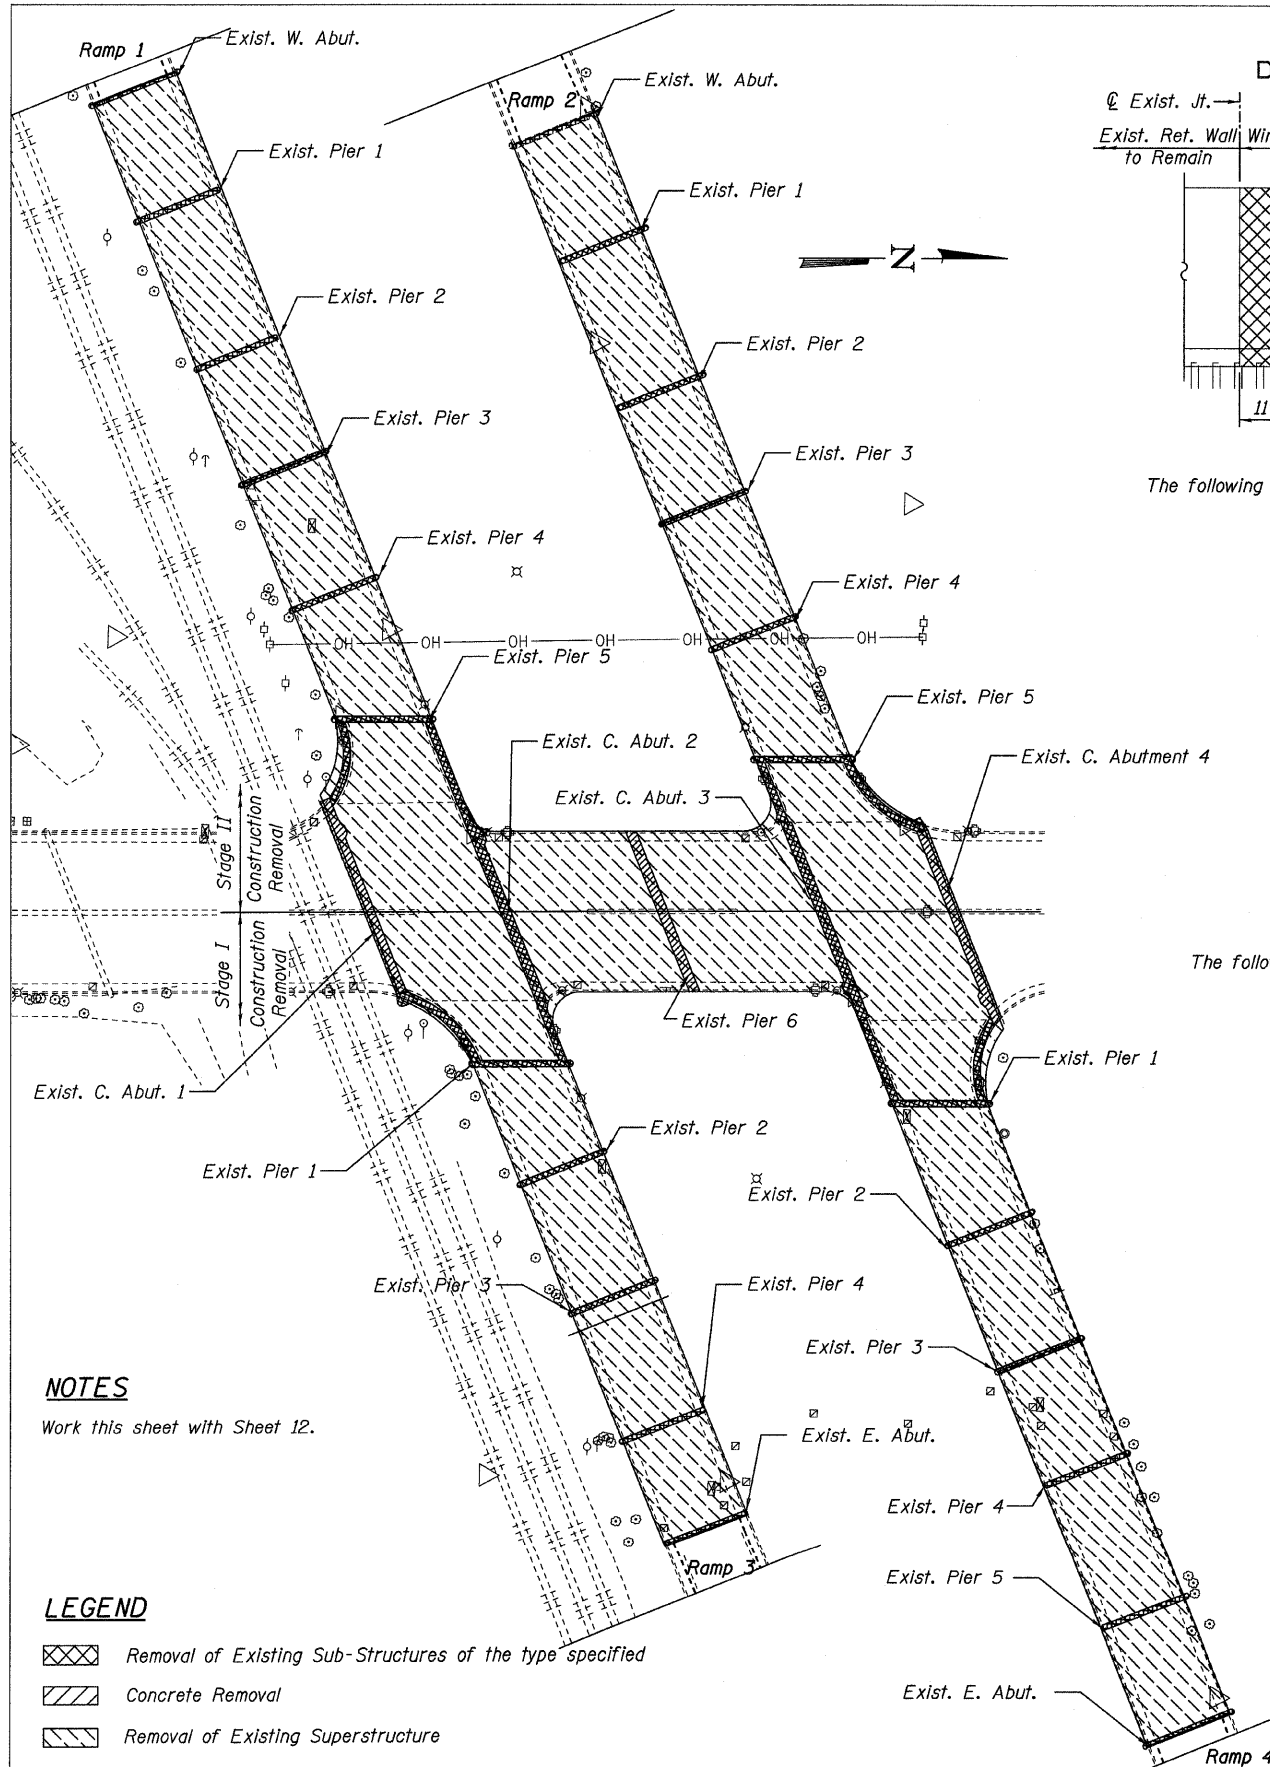 Ramp 1
Exist. W. Abut.
Exist. Pier 1
Exist. Pier 2
Exist. Pier 3
Exist. Pier 4
Exist. Pier 5
Ramp 2
Exist. W. Abut.
Exist. Pier 1
Exist. Pier 2
Exist. Pier 3
Exist. Pier 4
Exist. Pier 5
N
D
℄ Exist. Jt.
Exist. Ret. Wall
to Remain
11
The following
OH OH OH OH OH OH OH
Exist. C. Abut. 2
Exist. C. Abut. 3
Exist. C. Abutment 4
Stage II
Construction
Removal
Stage I
Construction
Removal
The follo
Exist. Pier 6
Exist. C. Abut. 1
Exist. Pier 1
Exist. Pier 2
Exist. Pier 3
Exist. Pier 4
Exist. E. Abut.
Ramp 3
Exist. Pier 1
Exist. Pier 2
Exist. Pier 3
Exist. Pier 4
Exist. Pier 5
Exist. E. Abut.
Ramp 4
NOTES
Work this sheet with Sheet 12.
LEGEND
Removal of Existing Sub-Structures of the type specified
Concrete Removal
Removal of Existing Superstructure